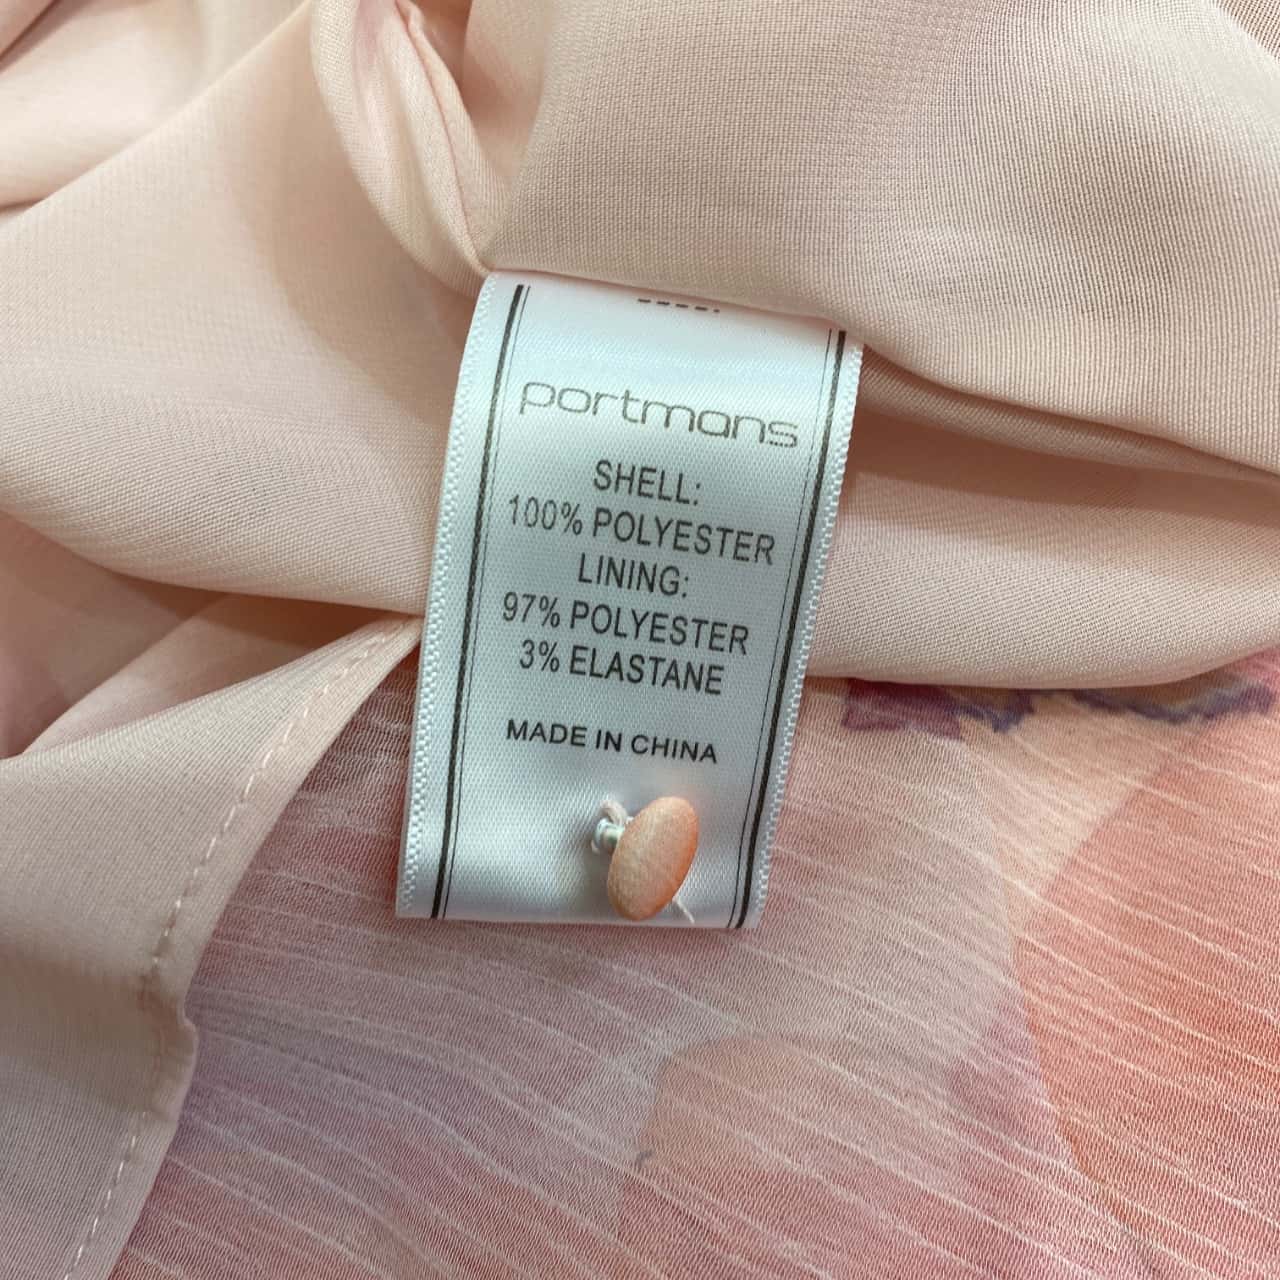 portmans
SHELL:
100% POLYESTER
LINING:
97% POLYESTER
3% ELASTANE
MADE IN CHINA